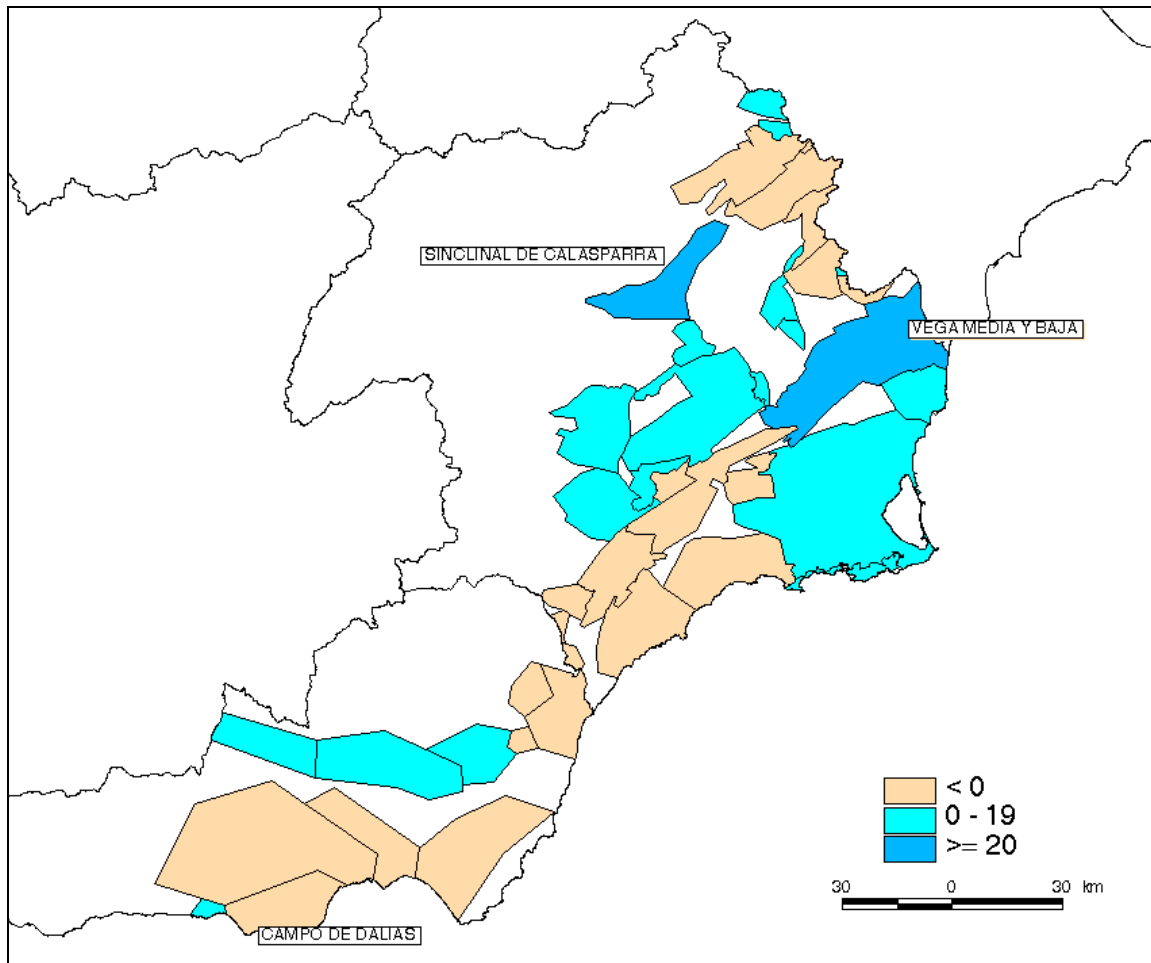 SINCLINAL DE CALASPARRA
VEGA MEDIA Y BAJA
< 0
0 - 19
>= 20
30 0 30 km
CAMPO DE DALIAS